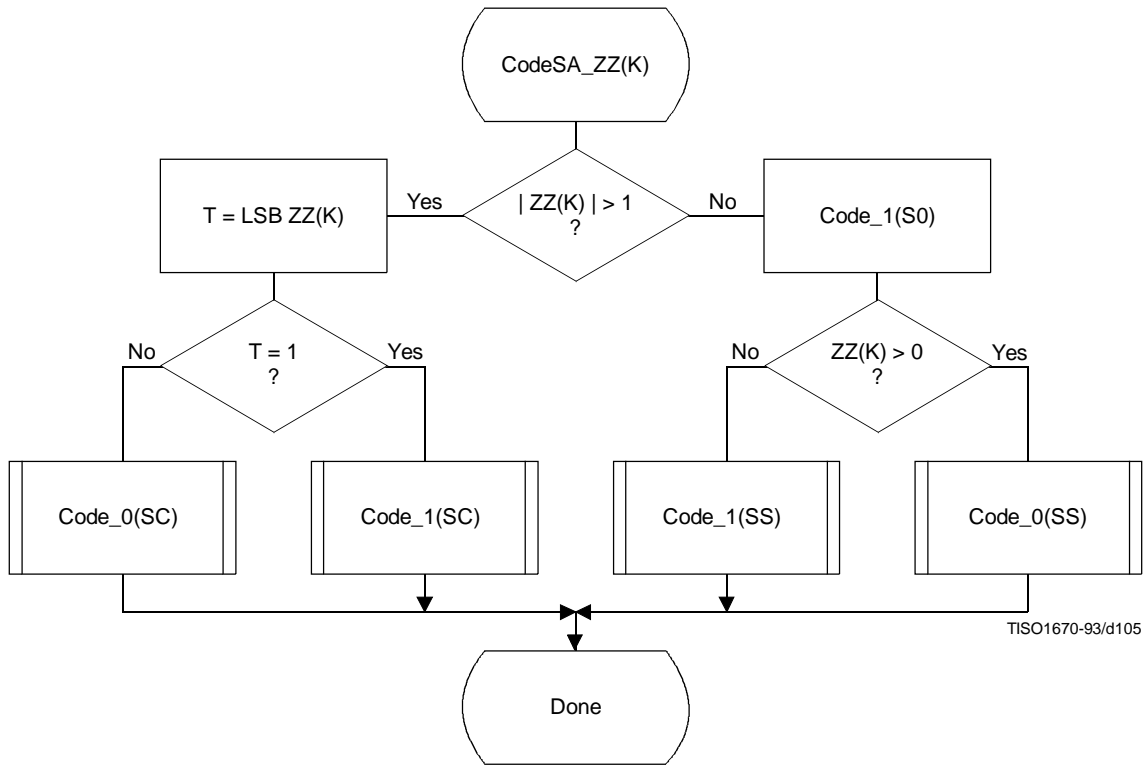 CodeSA_ZZ(K)
T = LSB ZZ(K)
Yes
| ZZ(K) | > 1
?
No
Code_1(S0)
No
T = 1
?
Yes
No
ZZ(K) > 0
?
Yes
Code_0(SC)
Code_1(SC)
Code_1(SS)
Code_0(SS)
TISO1670-93/d105
Done